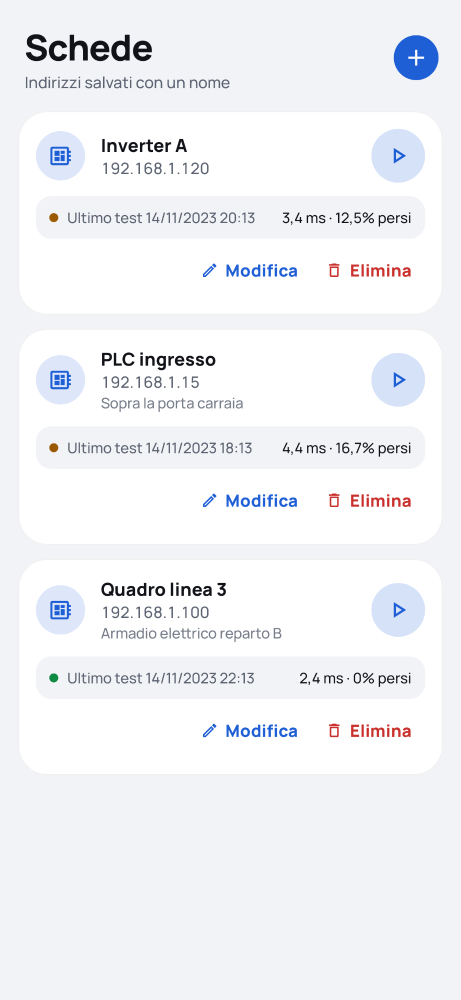 Schede
Indirizzi salvati con un nome
Inverter A
192.168.1.120
Ultimo test 14/11/2023 20:13 3,4 ms · 12,5% persi
Modifica Elimina
PLC ingresso
192.168.1.15
Sopra la porta carraia
Ultimo test 14/11/2023 18:13 4,4 ms · 16,7% persi
Modifica Elimina
Quadro linea 3
192.168.1.100
Armadio elettrico reparto B
Ultimo test 14/11/2023 22:13 2,4 ms · 0% persi
Modifica Elimina